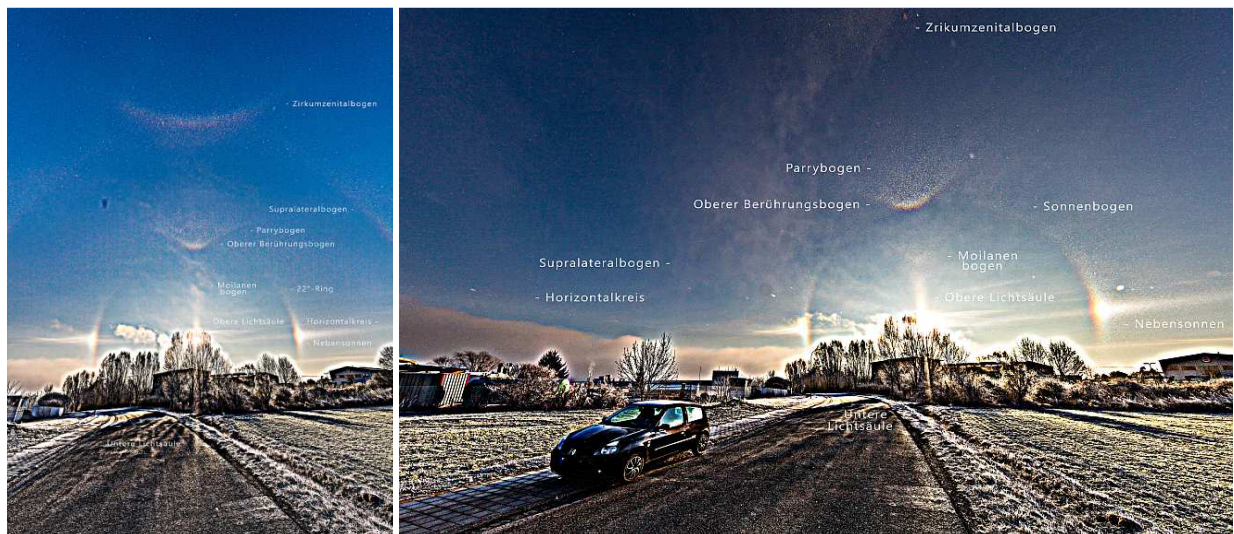 - Zirkumzenitalbogen
Supralateralbogen -
- Parrybogen
- Oberer Berührungsbogen
Moilanen
bogen
- 22°-Ring
- Obere Lichtsäule
Horizontalkreis -
- Nebensonnen
Untere Lichtsäule
- Zrikumzenitalbogen
Parrybogen -
Oberer Berührungsbogen -
- Sonnenbogen
- Moilanen
bogen
Supralateralbogen -
- Horizontalkreis
- Obere Lichtsäule
- Nebensonnen
Untere
Lichtsäule